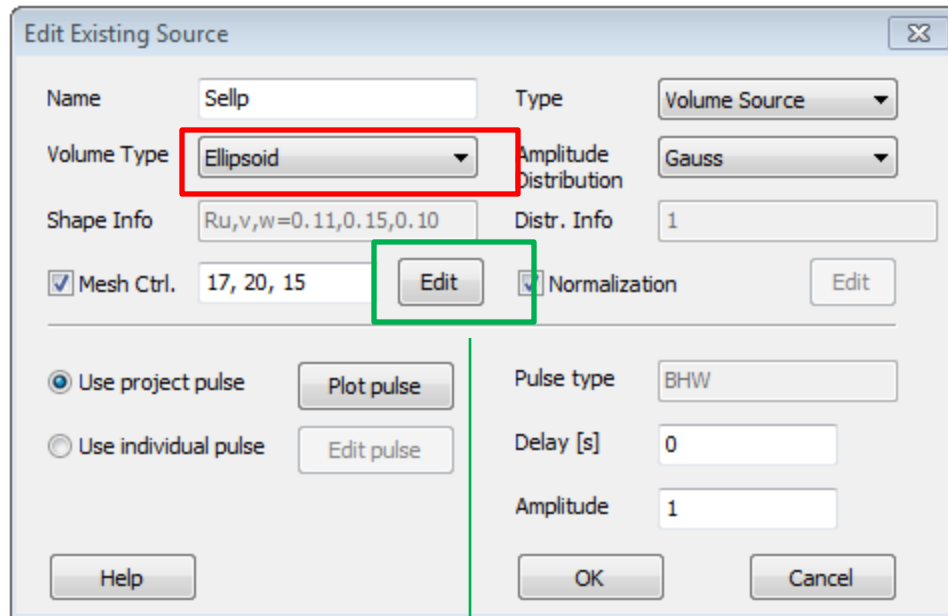 Edit Existing Source
Name Sellp Type Volume Source
Volume Type Ellipsoid Amplitude Distribution Gauss
Shape Info Ru,v,w=0.11,0.15,0.10 Distr. Info 1
Mesh Ctrl. 17, 20, 15 Edit Normalization Edit
Use project pulse Plot pulse Pulse type BHW
Use individual pulse Edit pulse Delay [s] 0
Amplitude 1
Help OK Cancel